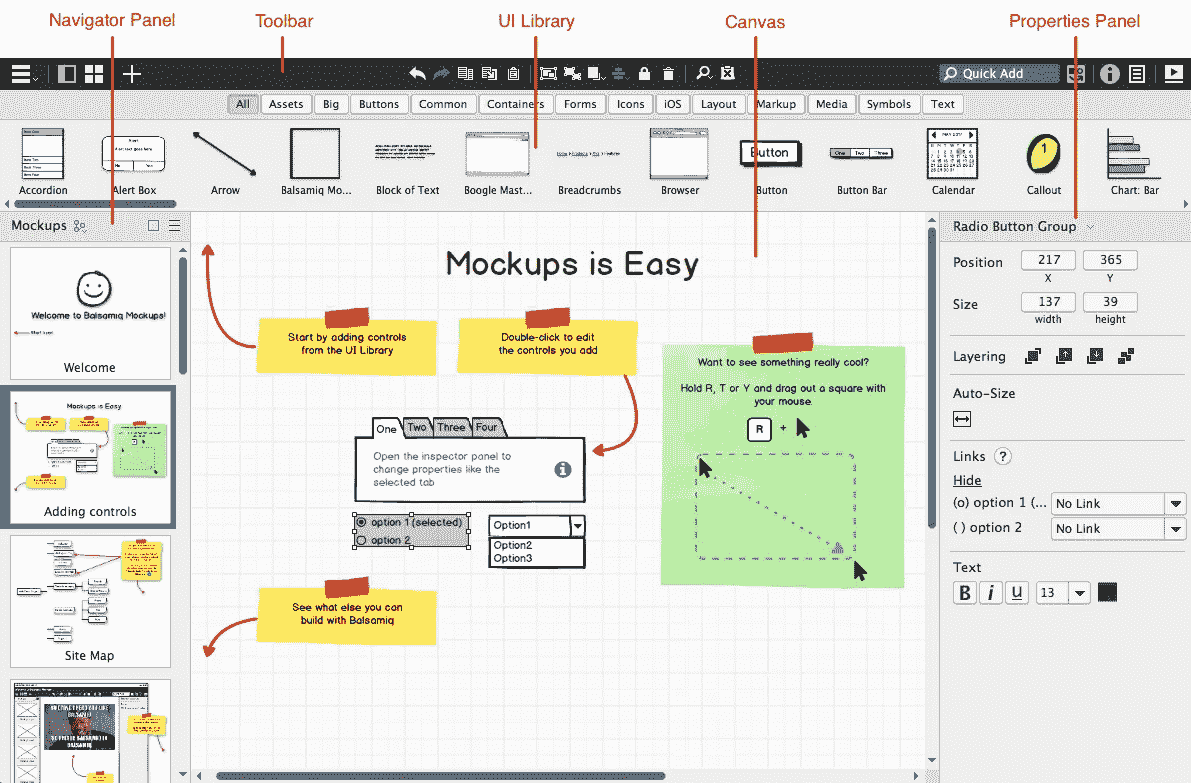 Navigator Panel
Toolbar
UI Library
Canvas
Properties Panel
Quick Add
All
Assets
Big
Buttons
Common
Containers
Forms
Icons
iOS
Layout
Markup
Media
Symbols
Text
Button
One Two Three
1
Accordion
Alert Box
Arrow
Balsamiq Mo...
Block of Text
Boogle Mast...
Breadcrumbs
Browser
Button
Button Bar
Calendar
Callout
Chart: Bar
Mockups
Welcome to Balsamiq Mockups!
Welcome
Mockups is Easy
Adding controls
Site Map
Mockups is Easy
Start by adding controls
from the UI Library
Double-click to edit
the controls you add
Want to see something really cool?
Hold R, T or Y and drag out a square with
your mouse
R +
One
Two
Three
Four
Open the inspector panel to
change properties like the
selected tab
option 1 (selected)
option 2
Option1
Option2
Option3
See what else you can
build with Balsamiq
Radio Button Group
Position
217
365
X
Y
Size
137
39
width
height
Layering
Auto-Size
Links ?
Hide
(o) option 1 (... No Link
( ) option 2 No Link
Text
B i U 13